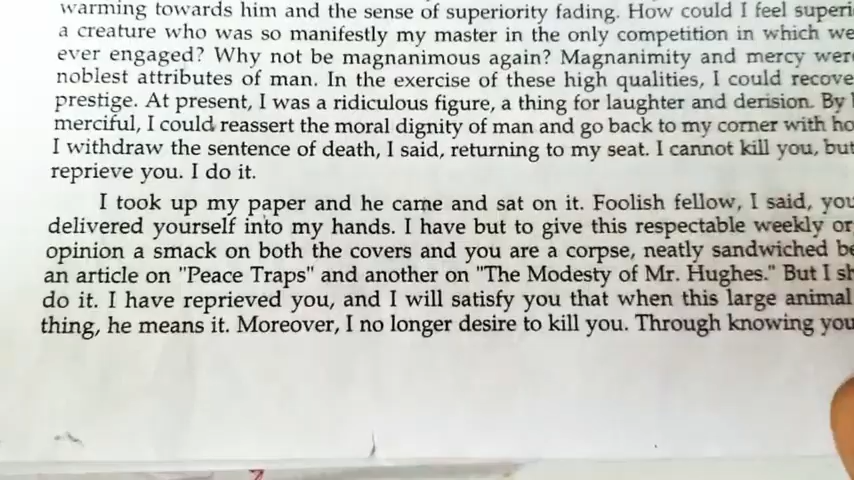 warming towards him and the sense of superiority fading. How could I feel superi
a creature who was so manifestly my master in the only competition in which we
ever engaged? Why not be magnanimous again? Magnanimity and mercy were
noblest attributes of man. In the exercise of these high qualities, I could recove
prestige. At present, I was a ridiculous figure, a thing for laughter and derision. By
merciful, I could reassert the moral dignity of man and go back to my corner with ho
I withdraw the sentence of death, I said, returning to my seat. I cannot kill you, but
reprieve you. I do it.
I took up my paper and he came and sat on it. Foolish fellow, I said, you
delivered yourself into my hands. I have but to give this respectable weekly or
opinion a smack on both the covers and you are a corpse, neatly sandwiched be
an article on "Peace Traps" and another on "The Modesty of Mr. Hughes." But I sh
do it. I have reprieved you, and I will satisfy you that when this large animal
thing, he means it. Moreover, I no longer desire to kill you. Through knowing you